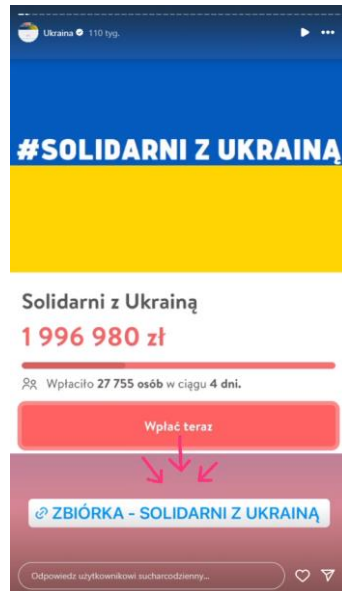 Ukraina 110 tyg.
#SOLIDARNI Z UKRAINĄ
Solidarni z Ukrainą
1 996 980 zł
Wpłaciło 27 755 osób w ciągu 4 dni.
Wpłać teraz
ZBIÓRKA - SOLIDARNI Z UKRAINĄ
Odpowiedz użytkownikowi sucharcodzienny...